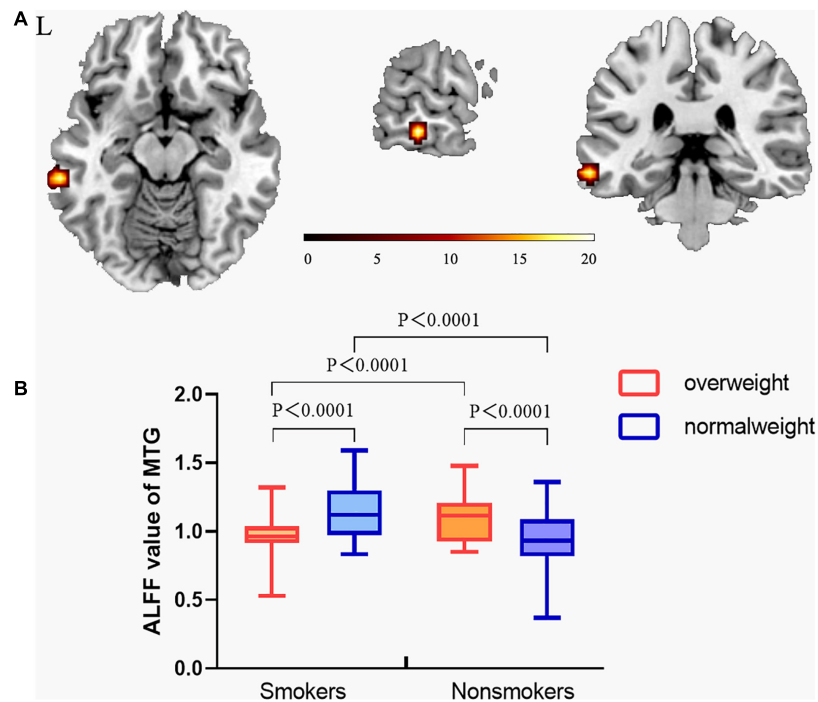 A
L
0 5 10 15 20
P<0.0001
P<0.0001
P<0.0001 P<0.0001
B
overweight
normalweight
ALFF value of MTG
2.0
1.5
1.0
0.5
0.0
Smokers Nonsmokers